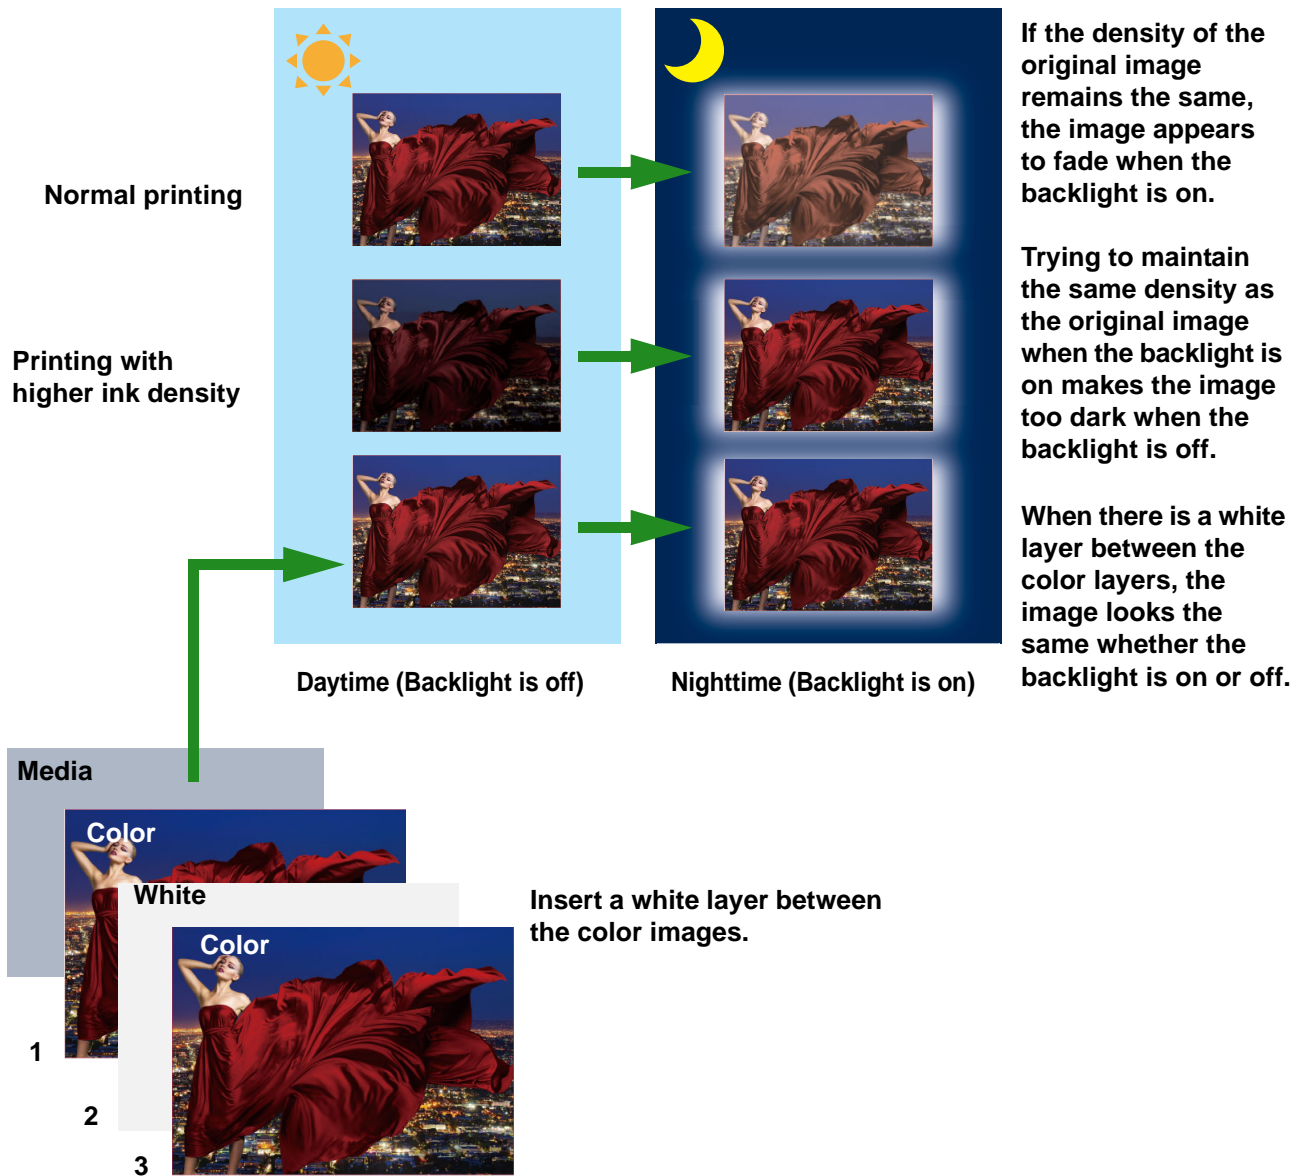 If the density of the
original image
remains the same,
the image appears
to fade when the
backlight is on.
Normal printing
Trying to maintain
the same density as
the original image
when the backlight is
on makes the image
too dark when the
backlight is off.
Printing with
higher ink density
When there is a white
layer between the
color layers, the
image looks the
same whether the
backlight is on or off.
Daytime (Backlight is off)
Nighttime (Backlight is on)
Media
Color
White
Color
Insert a white layer between
the color images.
1
2
3